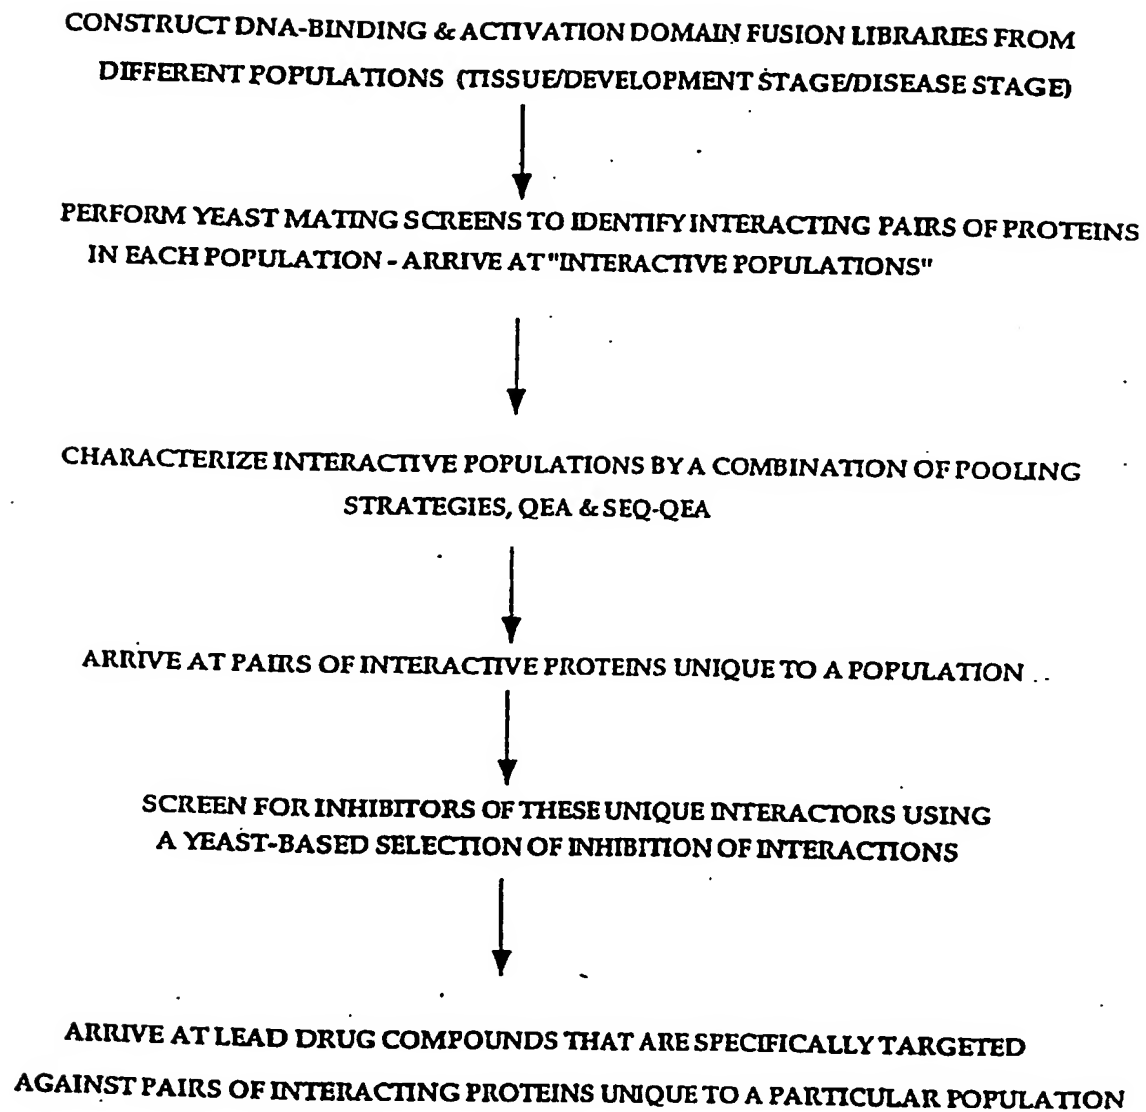 CONSTRUCT DNA-BINDING & ACTIVATION DOMAIN FUSION LIBRARIES FROM
DIFFERENT POPULATIONS (TISSUE/DEVELOPMENT STAGE/DISEASE STAGE)
PERFORM YEAST MATING SCREENS TO IDENTIFY INTERACTING PAIRS OF PROTEINS
IN EACH POPULATION - ARRIVE AT "INTERACTIVE POPULATIONS"
CHARACTERIZE INTERACTIVE POPULATIONS BY A COMBINATION OF POOLING
STRATEGIES, QEA & SEQ-QEA
ARRIVE AT PAIRS OF INTERACTIVE PROTEINS UNIQUE TO A POPULATION
SCREEN FOR INHIBITORS OF THESE UNIQUE INTERACTORS USING
A YEAST-BASED SELECTION OF INHIBITION OF INTERACTIONS
ARRIVE AT LEAD DRUG COMPOUNDS THAT ARE SPECIFICALLY TARGETED
AGAINST PAIRS OF INTERACTING PROTEINS UNIQUE TO A PARTICULAR POPULATION